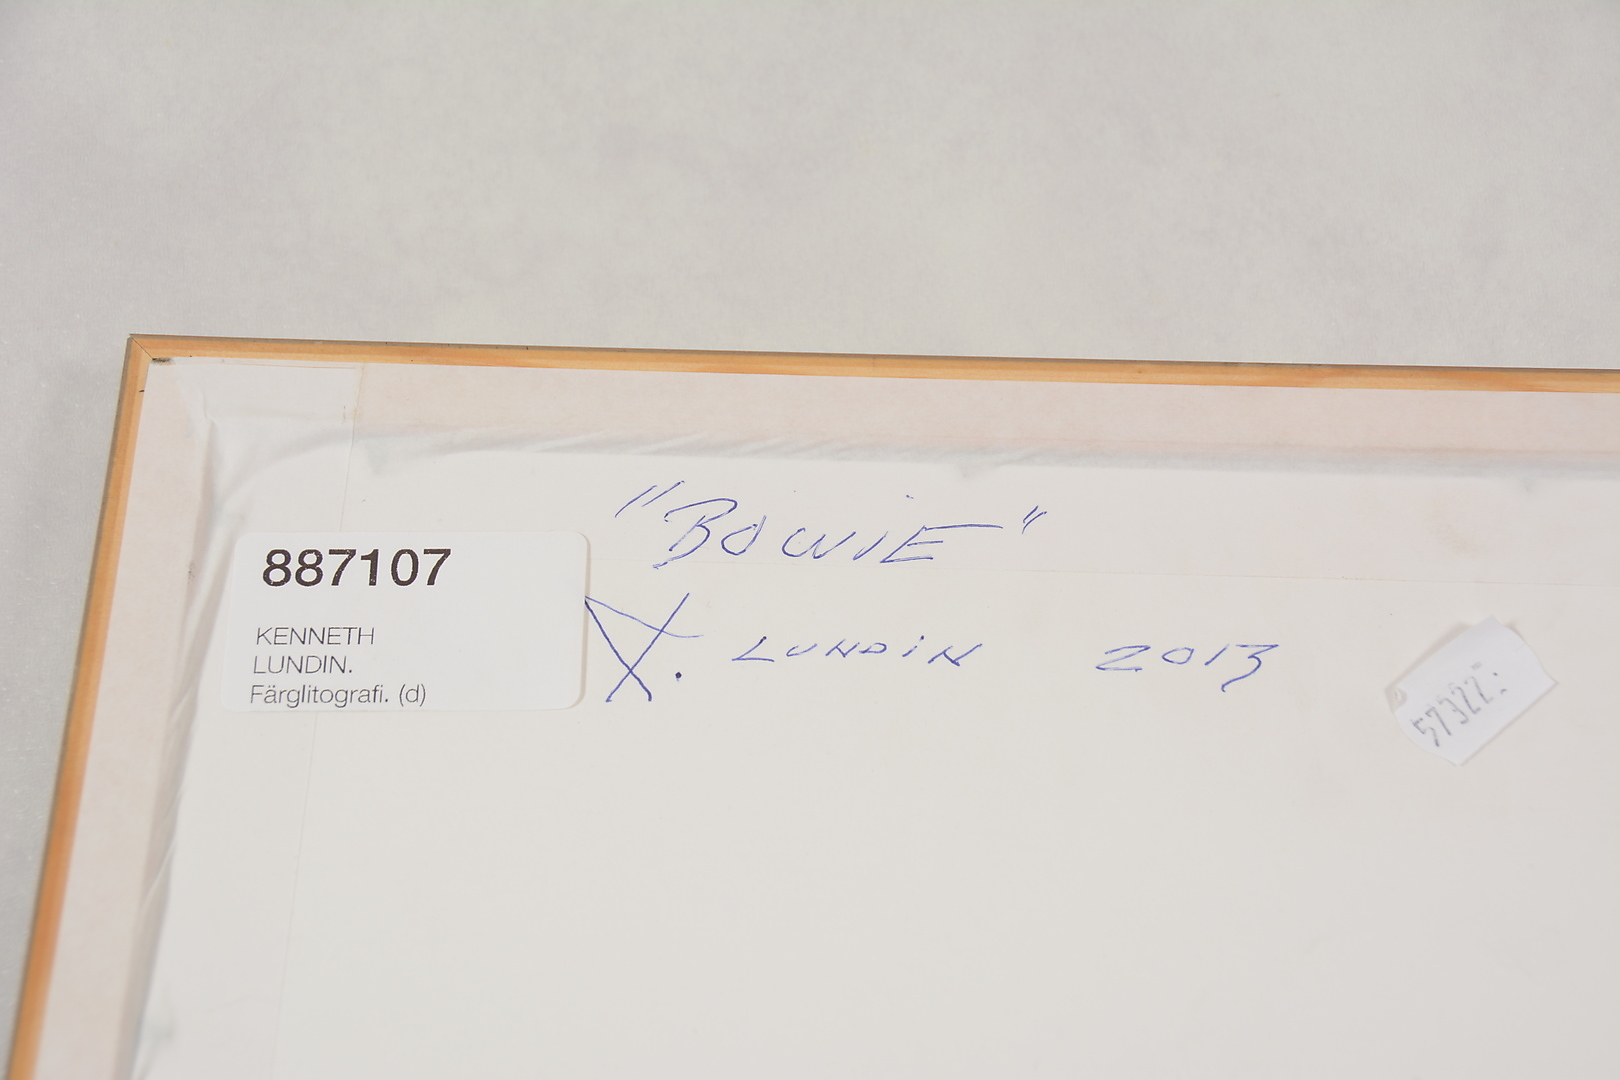 "BOWIE"
887107
KENNETH
LUNDIN.
Färglitografi. (d)
K. LUNDIN 2013
57322:-